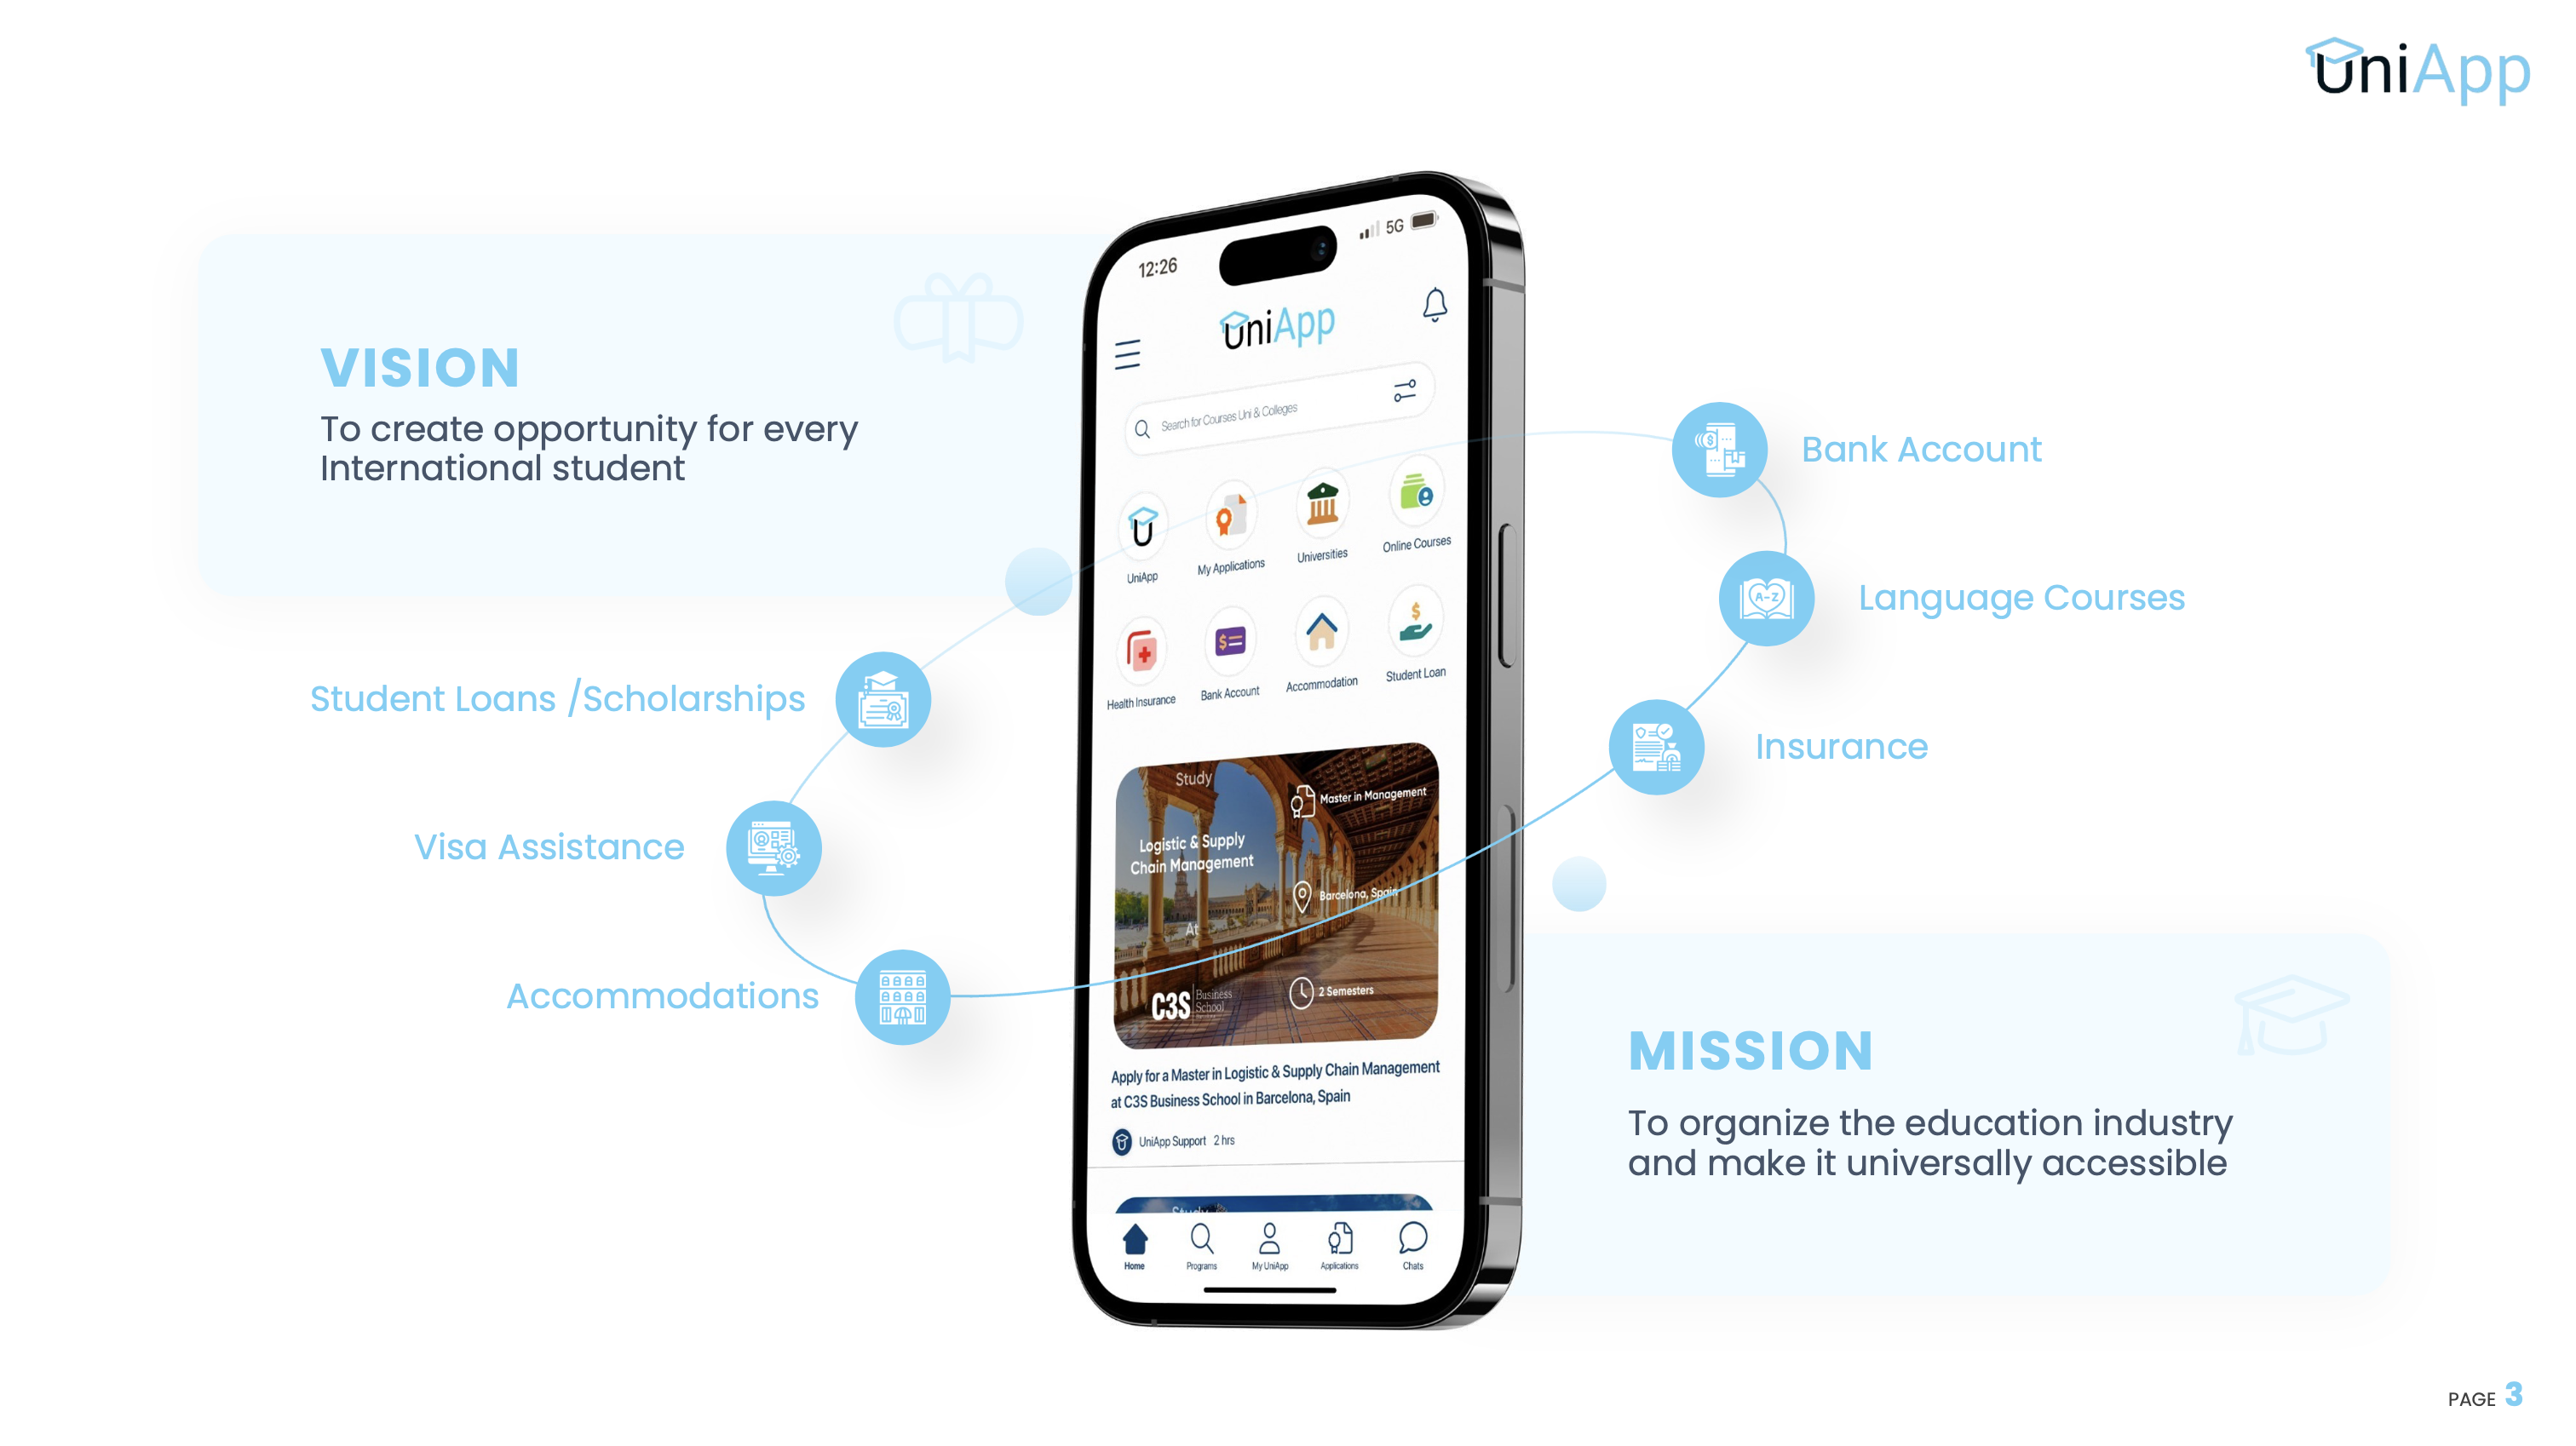 UniApp
VISION
To create opportunity for every
International student
Student Loans /Scholarships
Visa Assistance
Accommodations
12:26
5G
UniApp
Search for Courses Uni & Colleges
UniApp
My Applications
Universities
Online Courses
Health Insurance
Bank Account
Accommodation
Student Loan
Study
Master in Management
Logistic & Supply
Chain Management
Barcelona, Spain
At
C3S Business
School
2 Semesters
Apply for a Master in Logistic & Supply Chain Management
at C3S Business School in Barcelona, Spain
UniApp Support 2 hrs
Study
Home
Programs
My UniApp
Applications
Chats
Bank Account
A-Z
Language Courses
Insurance
MISSION
To organize the education industry
and make it universally accessible
PAGE 3